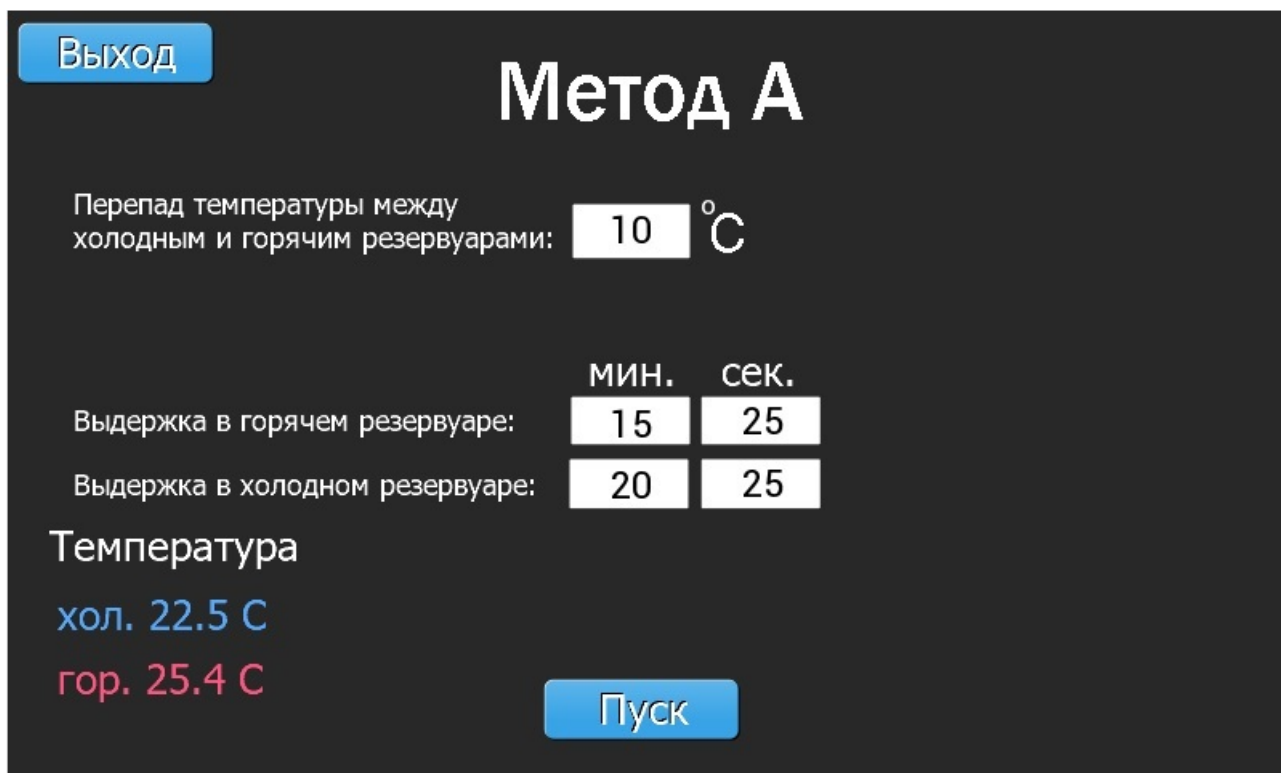 Выход
Метод А
Перепад температуры между
холодным и горячим резервуарами: 10 °C
мин. сек.
Выдержка в горячем резервуаре: 15 25
Выдержка в холодном резервуаре: 20 25
Температура
хол. 22.5 С
гор. 25.4 С
Пуск